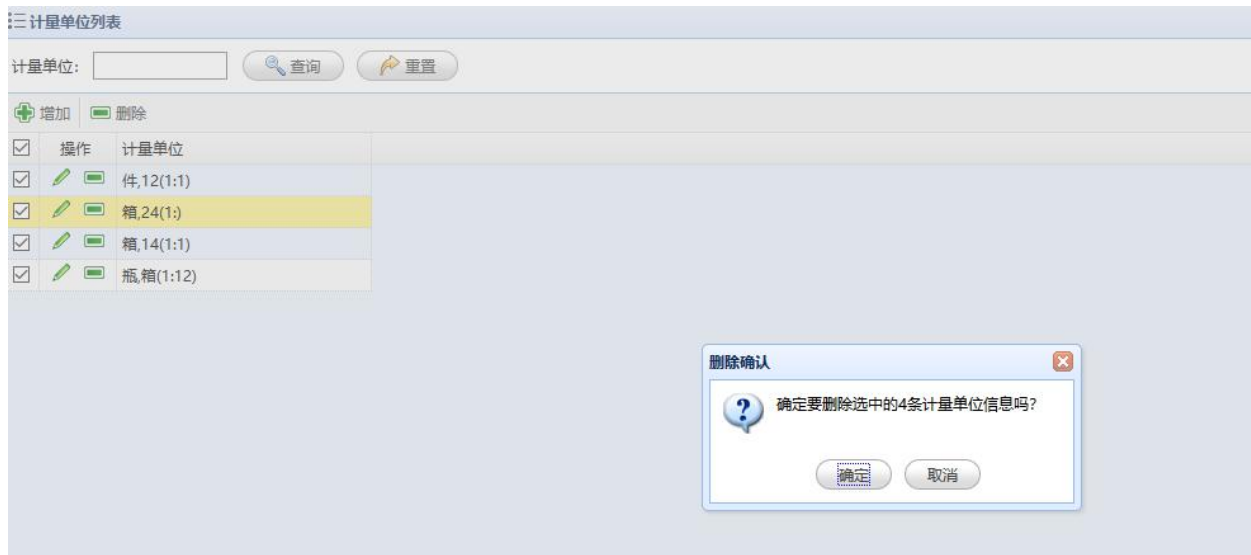 计量单位列表
计量单位: 查询 重置
增加 删除
操作 计量单位
件,12(1:1)
箱,24(1:)
箱,14(1:1)
瓶,箱(1:12)
删除确认
确定要删除选中的4条计量单位信息吗?
确定 取消